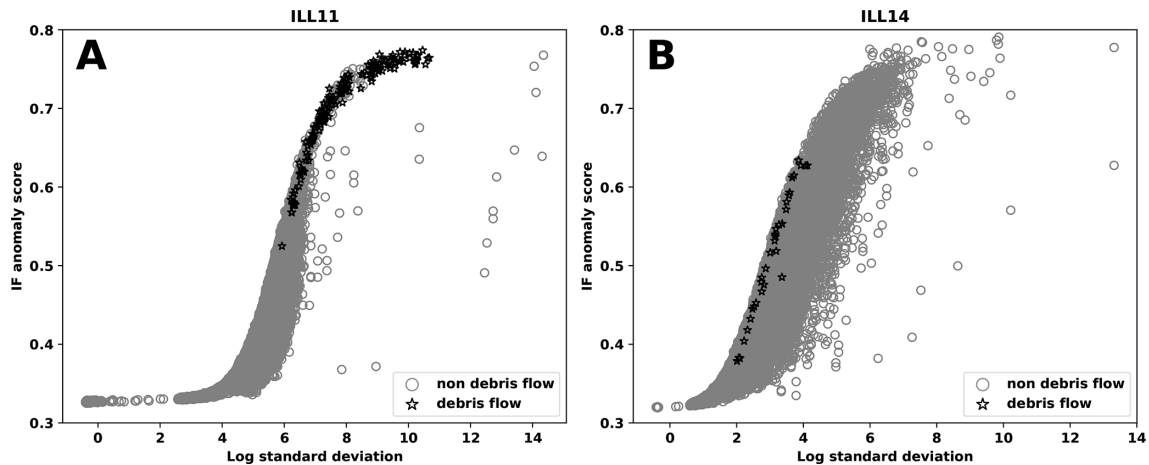 ILL11
A
0.8
0.7
0.6
0.5
0.4
0.3
IF anomaly score
0 2 4 6 8 10 12 14
Log standard deviation
non debris flow
debris flow
ILL14
B
0.8
0.7
0.6
0.5
0.4
0.3
IF anomaly score
0 2 4 6 8 10 12 14
Log standard deviation
non debris flow
debris flow